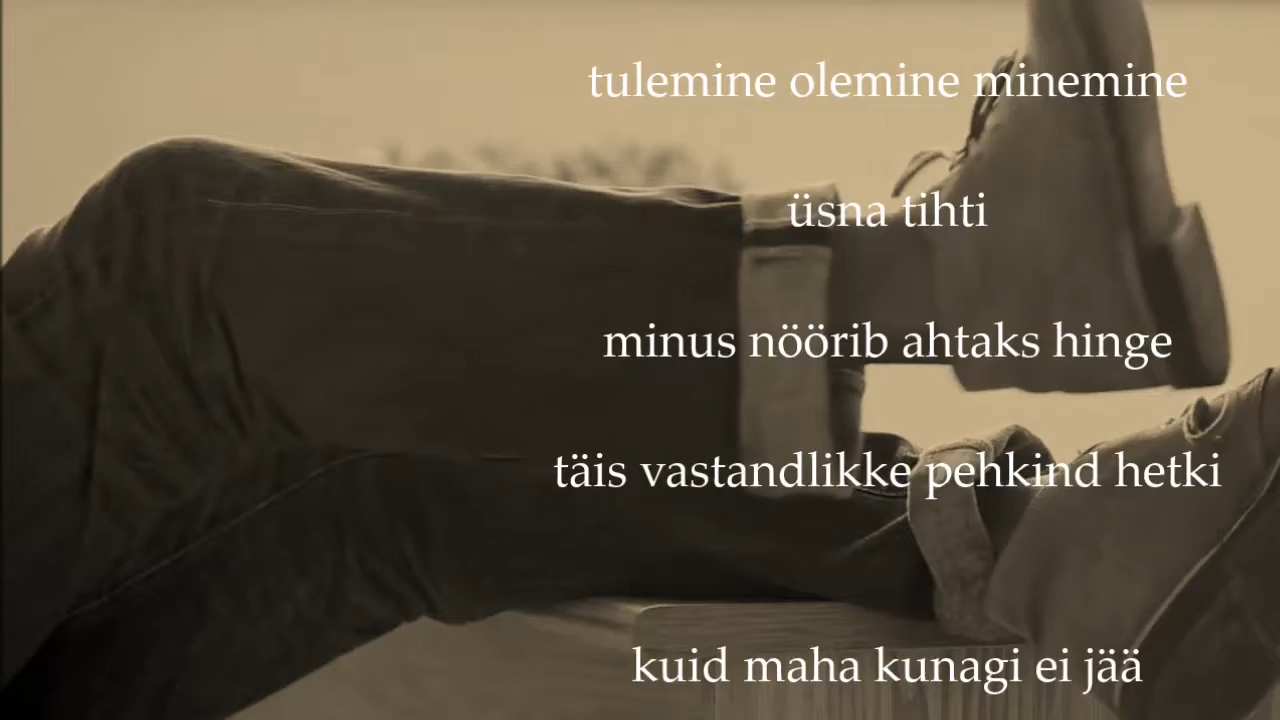 tulemine olemine minemine
üsna tihti
minus nöörib ahtaks hinge
täis vastandlikke pehkind hetki
kuid maha kunagi ei jää